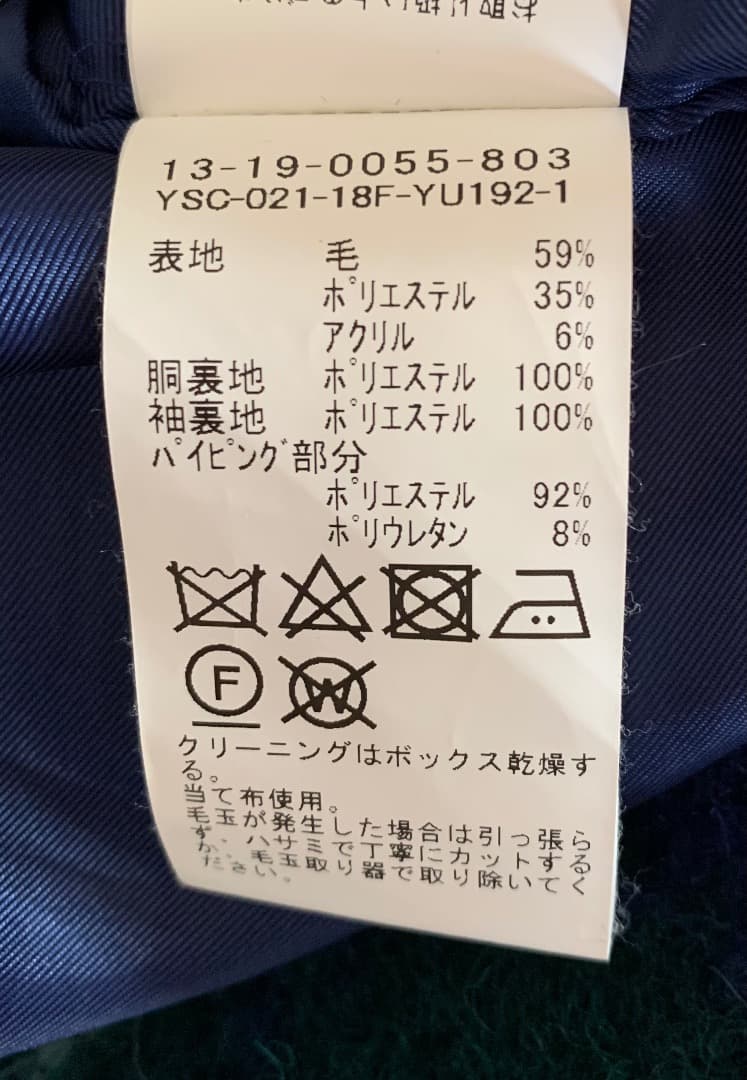 13-19-0055-803
YSC-021-18F-YU192-1
表地 毛 59%
ポリエステル 35%
アクリル 6%
胴裏地 ポリエステル 100%
袖裏地 ポリエステル 100%
パイピング部分
ポリエステル 92%
ポリウレタン 8%
F W
クリーニングはボックス乾燥す
る。
当て布使用。
毛玉が発生した場合は引っ張ら
ず、ハサミで丁寧にカットする
か、毛玉取り器で取り除いてく
ださい。